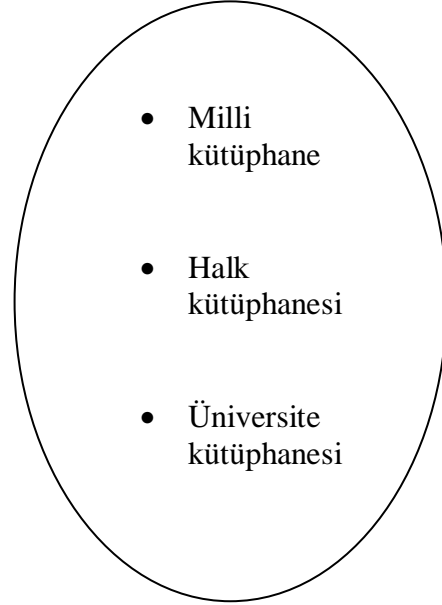 • Milli
kütüphane
• Halk
kütüphanesi
• Üniversite
kütüphanesi